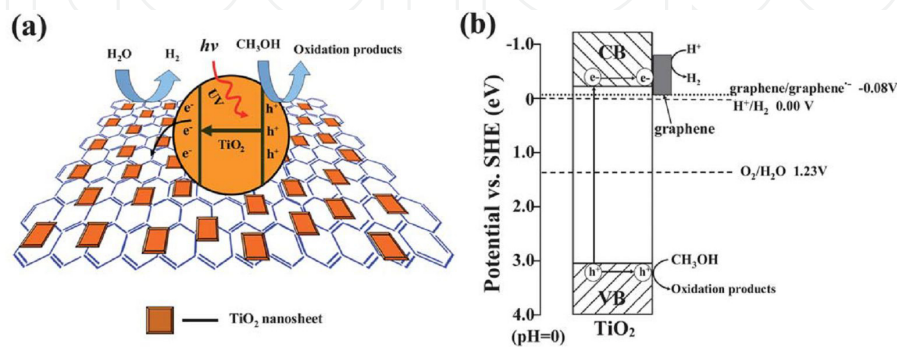 (a)
H₂O
H₂
hν
CH₃OH
Oxidation products
UV
e-
e-
e-
TiO₂
h⁺
h⁺
h⁺
TiO₂ nanosheet
(b)
Potential vs. SHE (eV)
-1.0
0
1.0
2.0
3.0
4.0
(pH=0)
CB
e-
e-
H⁺
H₂
graphene/graphene·⁻ -0.08V
H⁺/H₂ 0.00 V
graphene
O₂/H₂O 1.23V
h⁺
h⁺
CH₃OH
Oxidation products
VB
TiO₂